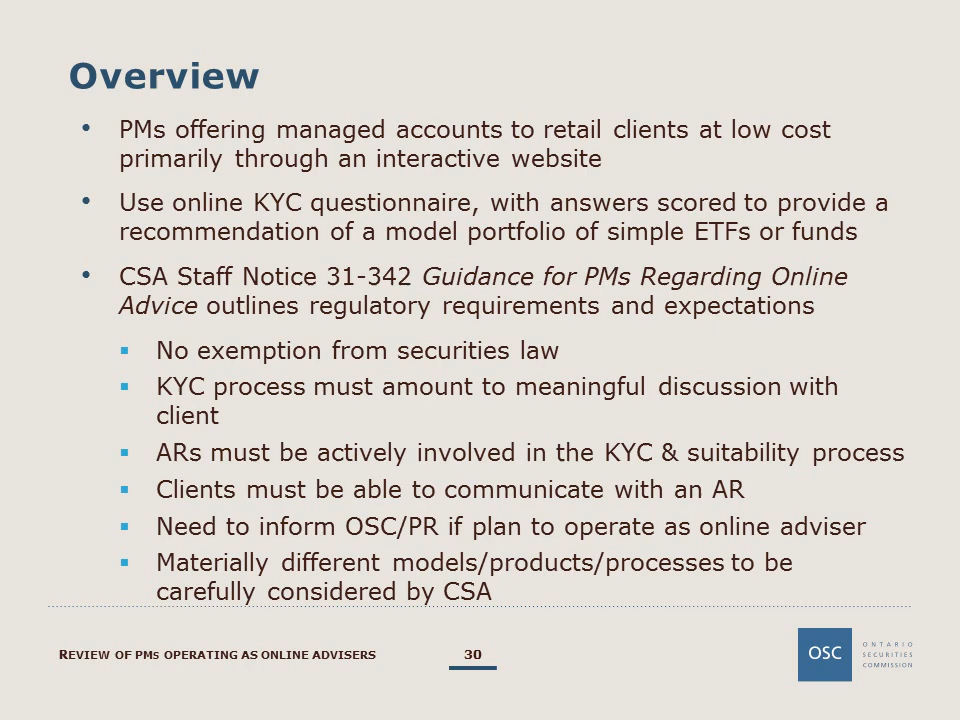 Overview
• PMs offering managed accounts to retail clients at low cost
primarily through an interactive website
• Use online KYC questionnaire, with answers scored to provide a
recommendation of a model portfolio of simple ETFs or funds
• CSA Staff Notice 31-342 Guidance for PMs Regarding Online
Advice outlines regulatory requirements and expectations
▪ No exemption from securities law
▪ KYC process must amount to meaningful discussion with
client
▪ ARs must be actively involved in the KYC & suitability process
▪ Clients must be able to communicate with an AR
▪ Need to inform OSC/PR if plan to operate as online adviser
▪ Materially different models/products/processes to be
carefully considered by CSA
REVIEW OF PMs OPERATING AS ONLINE ADVISERS
30
OSC
ONTARIO
SECURITIES
COMMISSION